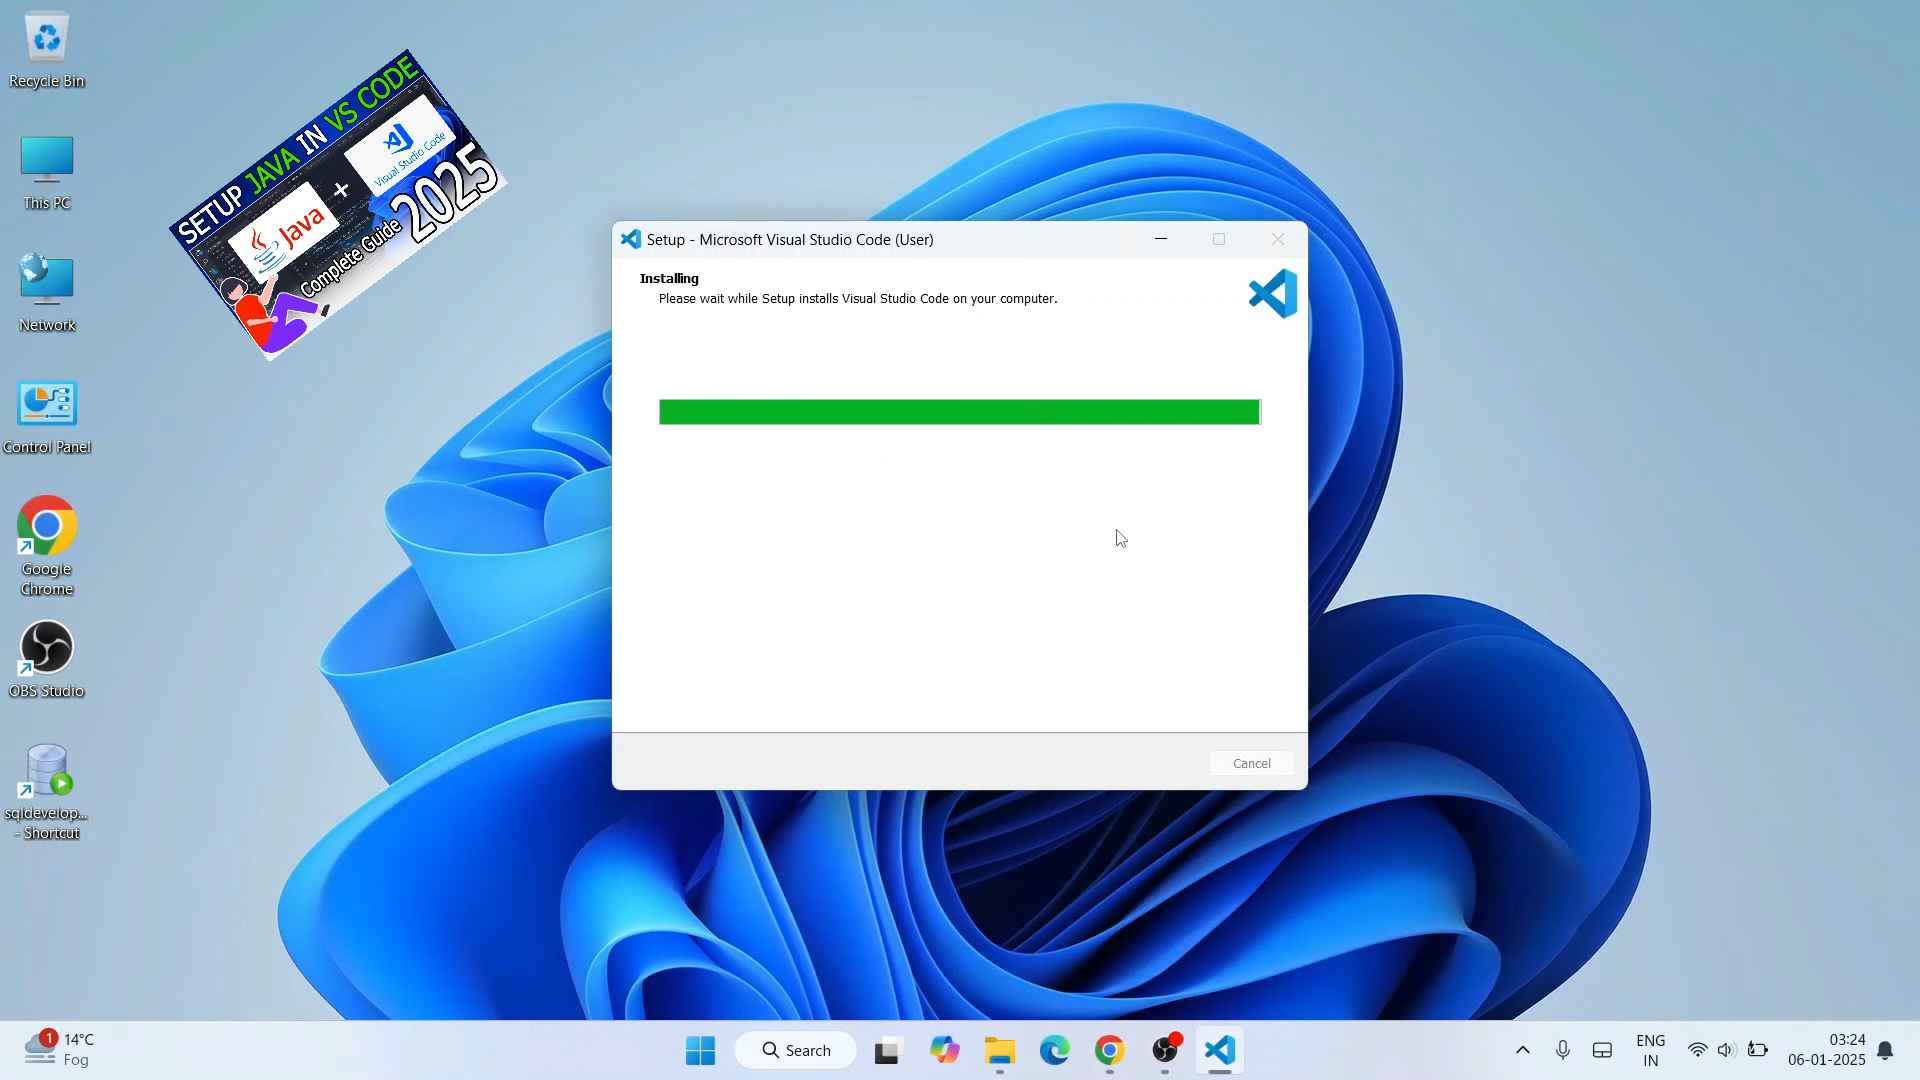 Recycle Bin
This PC
Network
Control Panel
Google
Chrome
OBS Studio
sqldevelop...
- Shortcut
SETUP JAVA IN VS CODE
Java
+
Visual Studio Code
Complete Guide
2025
Setup - Microsoft Visual Studio Code (User)
Installing
Please wait while Setup installs Visual Studio Code on your computer.
Cancel
1
14°C
Fog
Search
ENG
IN
03:24
06-01-2025